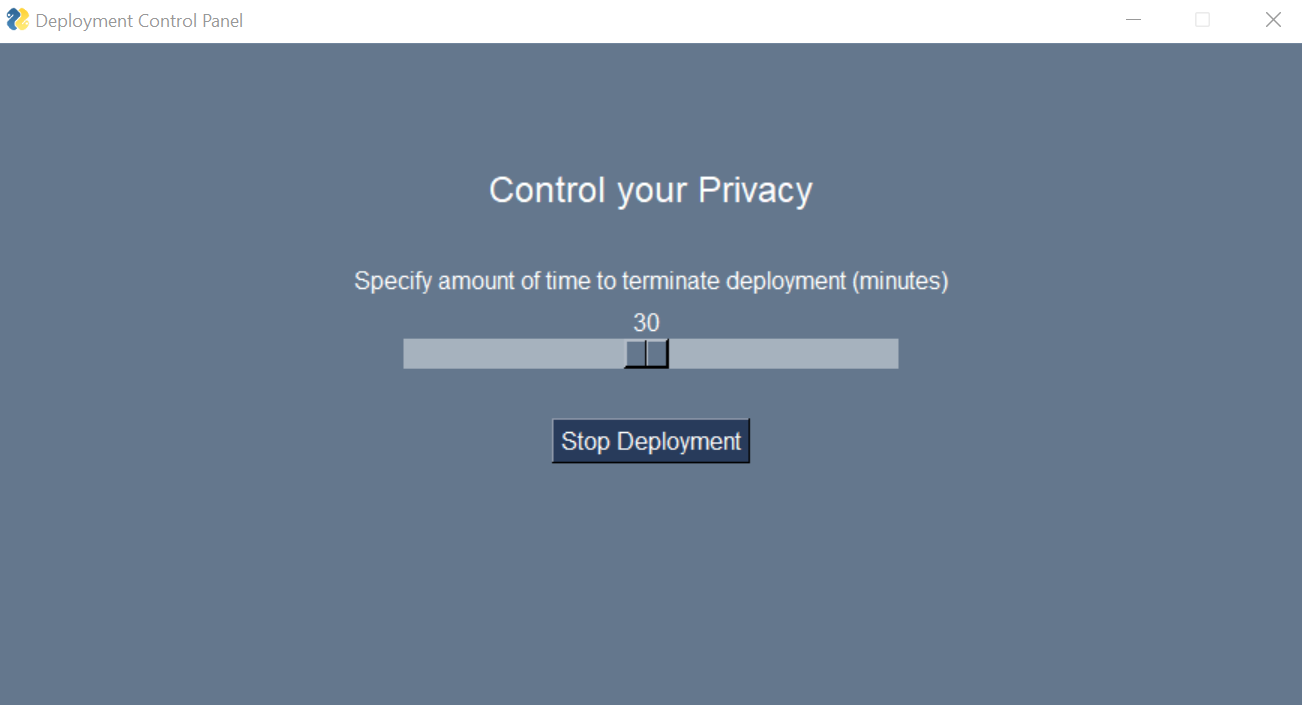 Deployment Control Panel
Control your Privacy
Specify amount of time to terminate deployment (minutes)
30
Stop Deployment